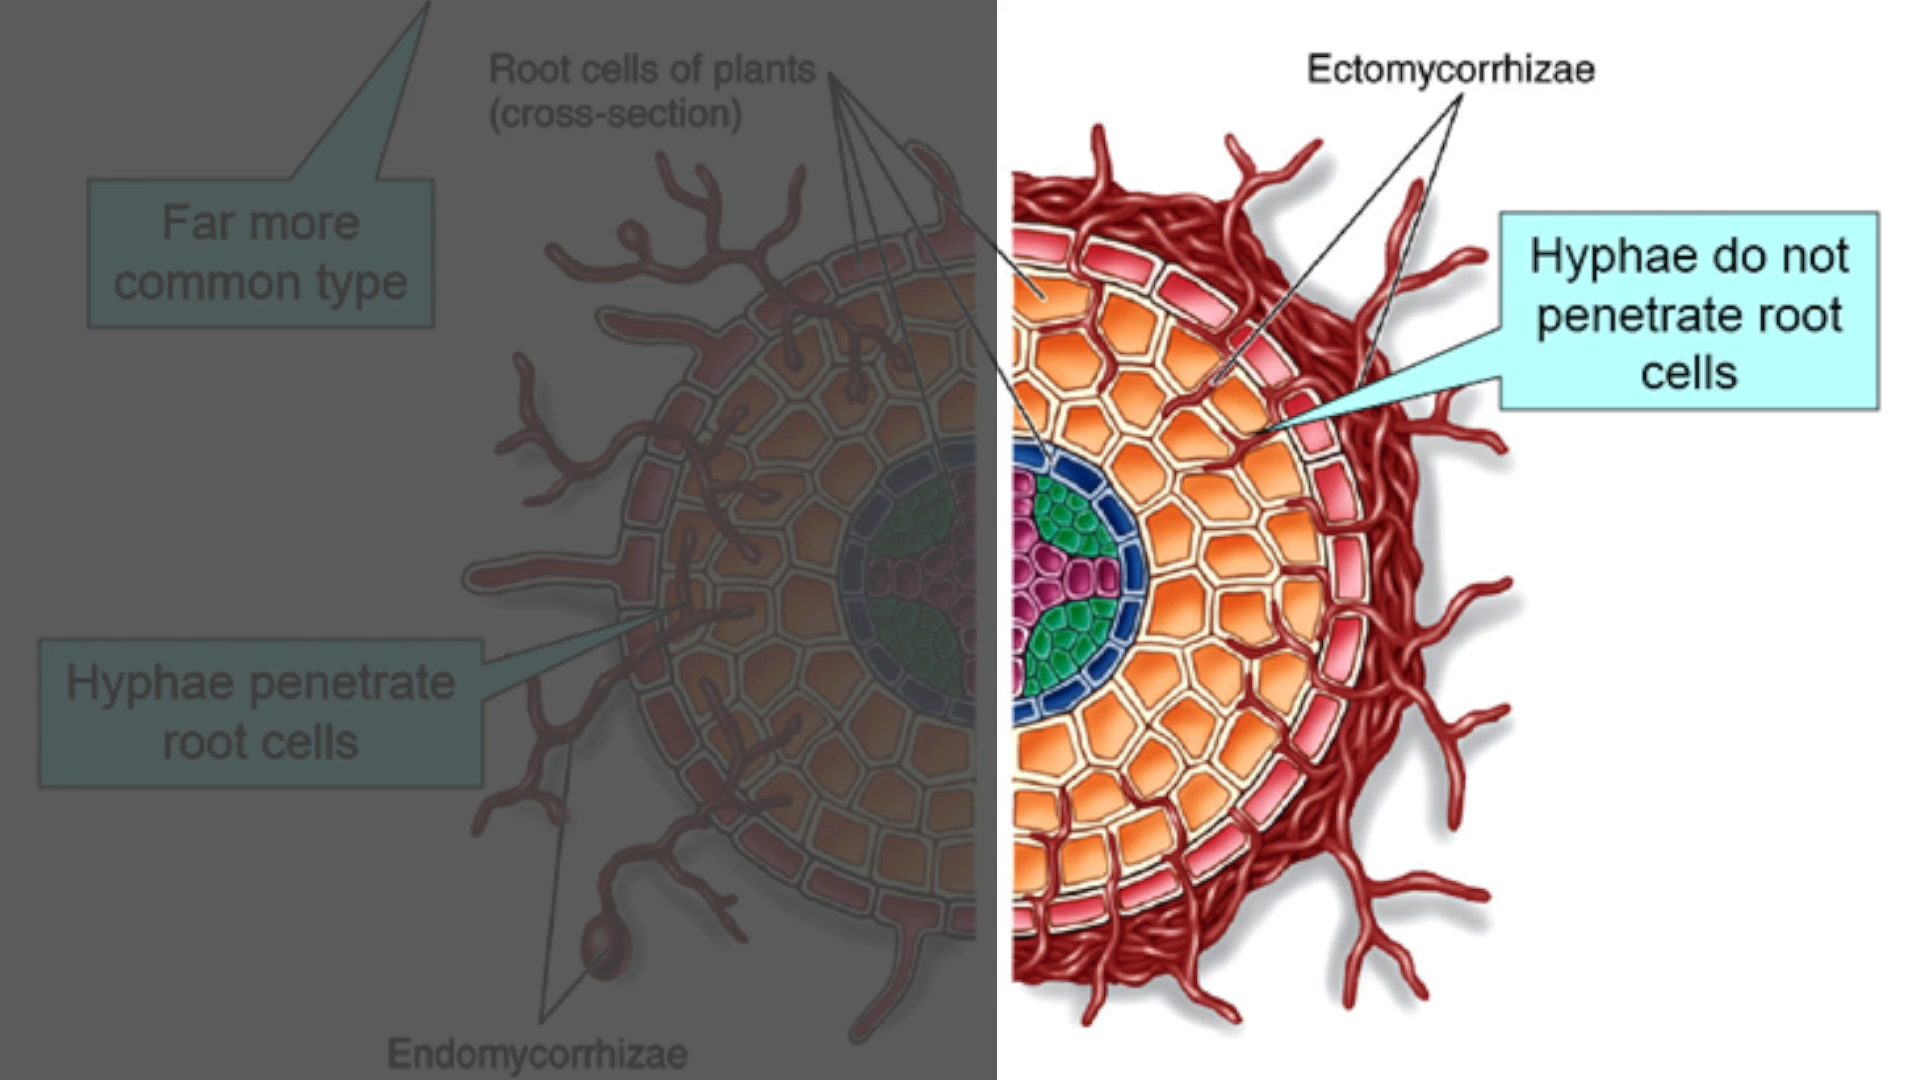 Root cells of plants
(cross-section)
Ectomycorrhizae
Far more
common type
Hyphae do not
penetrate root
cells
Hyphae penetrate
root cells
Endomycorrhizae